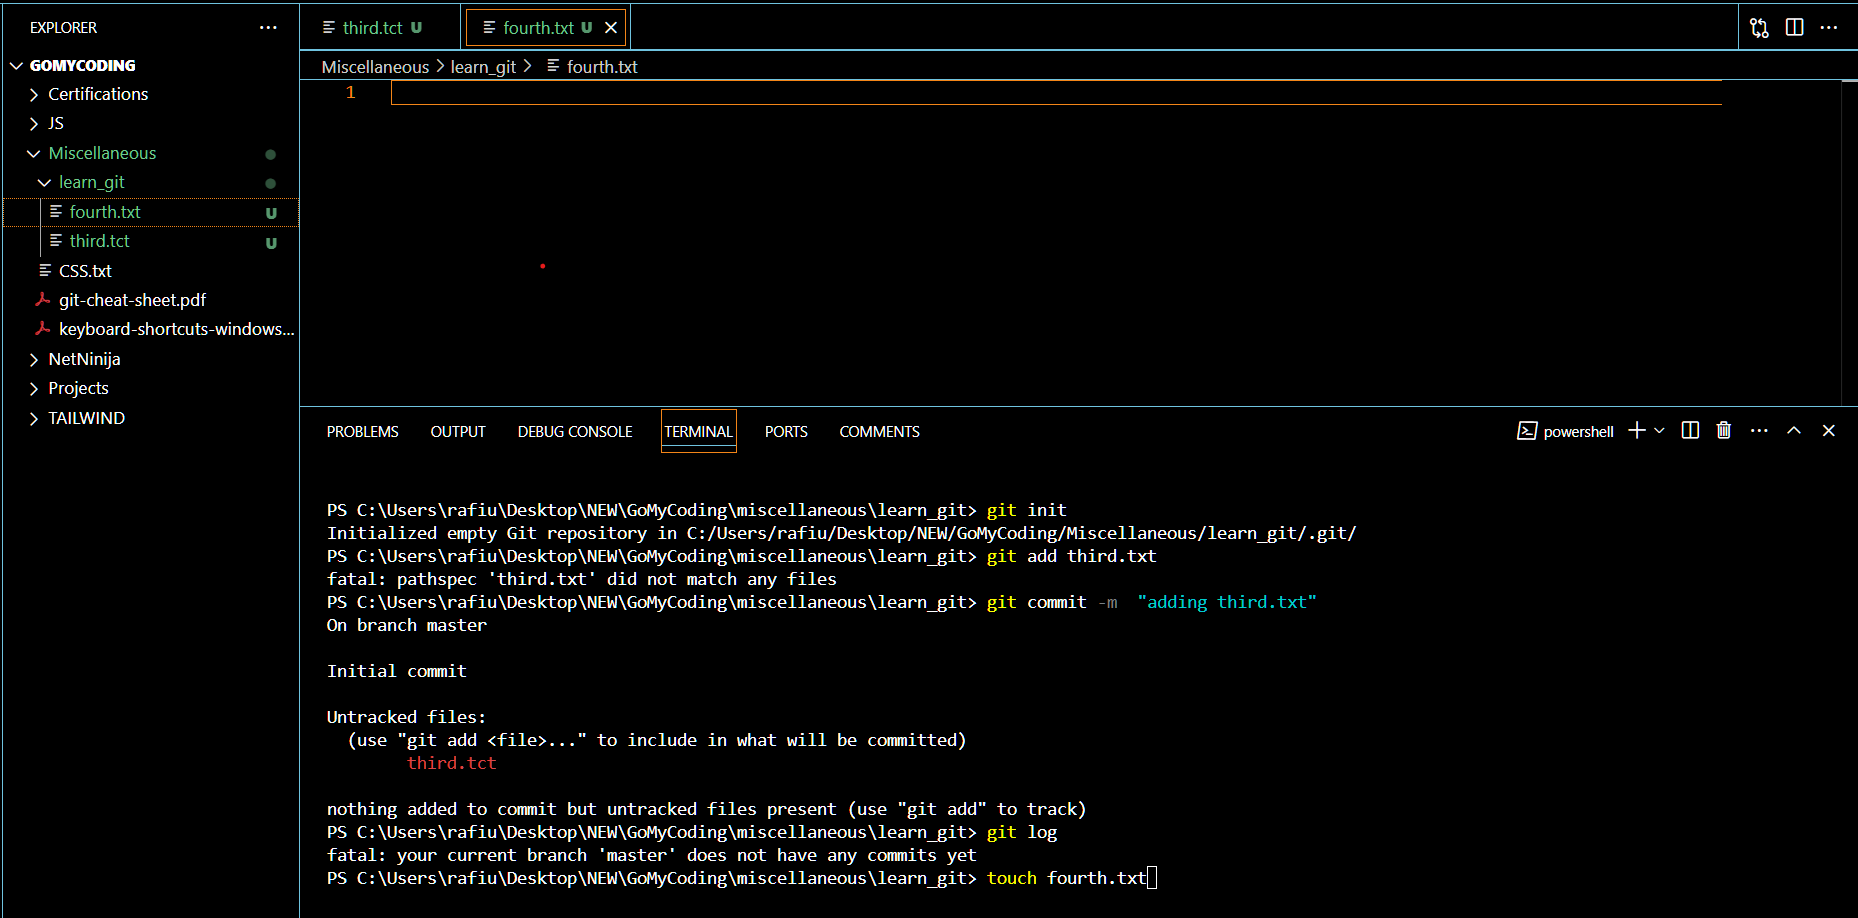 EXPLORER
GOMYCODING
Certifications
JS
Miscellaneous
learn_git
fourth.txt U
third.tct U
CSS.txt
git-cheat-sheet.pdf
keyboard-shortcuts-windows...
NetNinija
Projects
TAILWIND
third.tct U fourth.txt U
Miscellaneous > learn_git > fourth.txt
1
PROBLEMS OUTPUT DEBUG CONSOLE TERMINAL PORTS COMMENTS powershell
PS C:\Users\rafiu\Desktop\NEW\GoMyCoding\miscellaneous\learn_git> git init
Initialized empty Git repository in C:/Users/rafiu/Desktop/NEW/GoMyCoding/Miscellaneous/learn_git/.git/
PS C:\Users\rafiu\Desktop\NEW\GoMyCoding\miscellaneous\learn_git> git add third.txt
fatal: pathspec 'third.txt' did not match any files
PS C:\Users\rafiu\Desktop\NEW\GoMyCoding\miscellaneous\learn_git> git commit -m  "adding third.txt"
On branch master
Initial commit
Untracked files:
  (use "git add <file>..." to include in what will be committed)
        third.tct
nothing added to commit but untracked files present (use "git add" to track)
PS C:\Users\rafiu\Desktop\NEW\GoMyCoding\miscellaneous\learn_git> git log
fatal: your current branch 'master' does not have any commits yet
PS C:\Users\rafiu\Desktop\NEW\GoMyCoding\miscellaneous\learn_git> touch fourth.txt